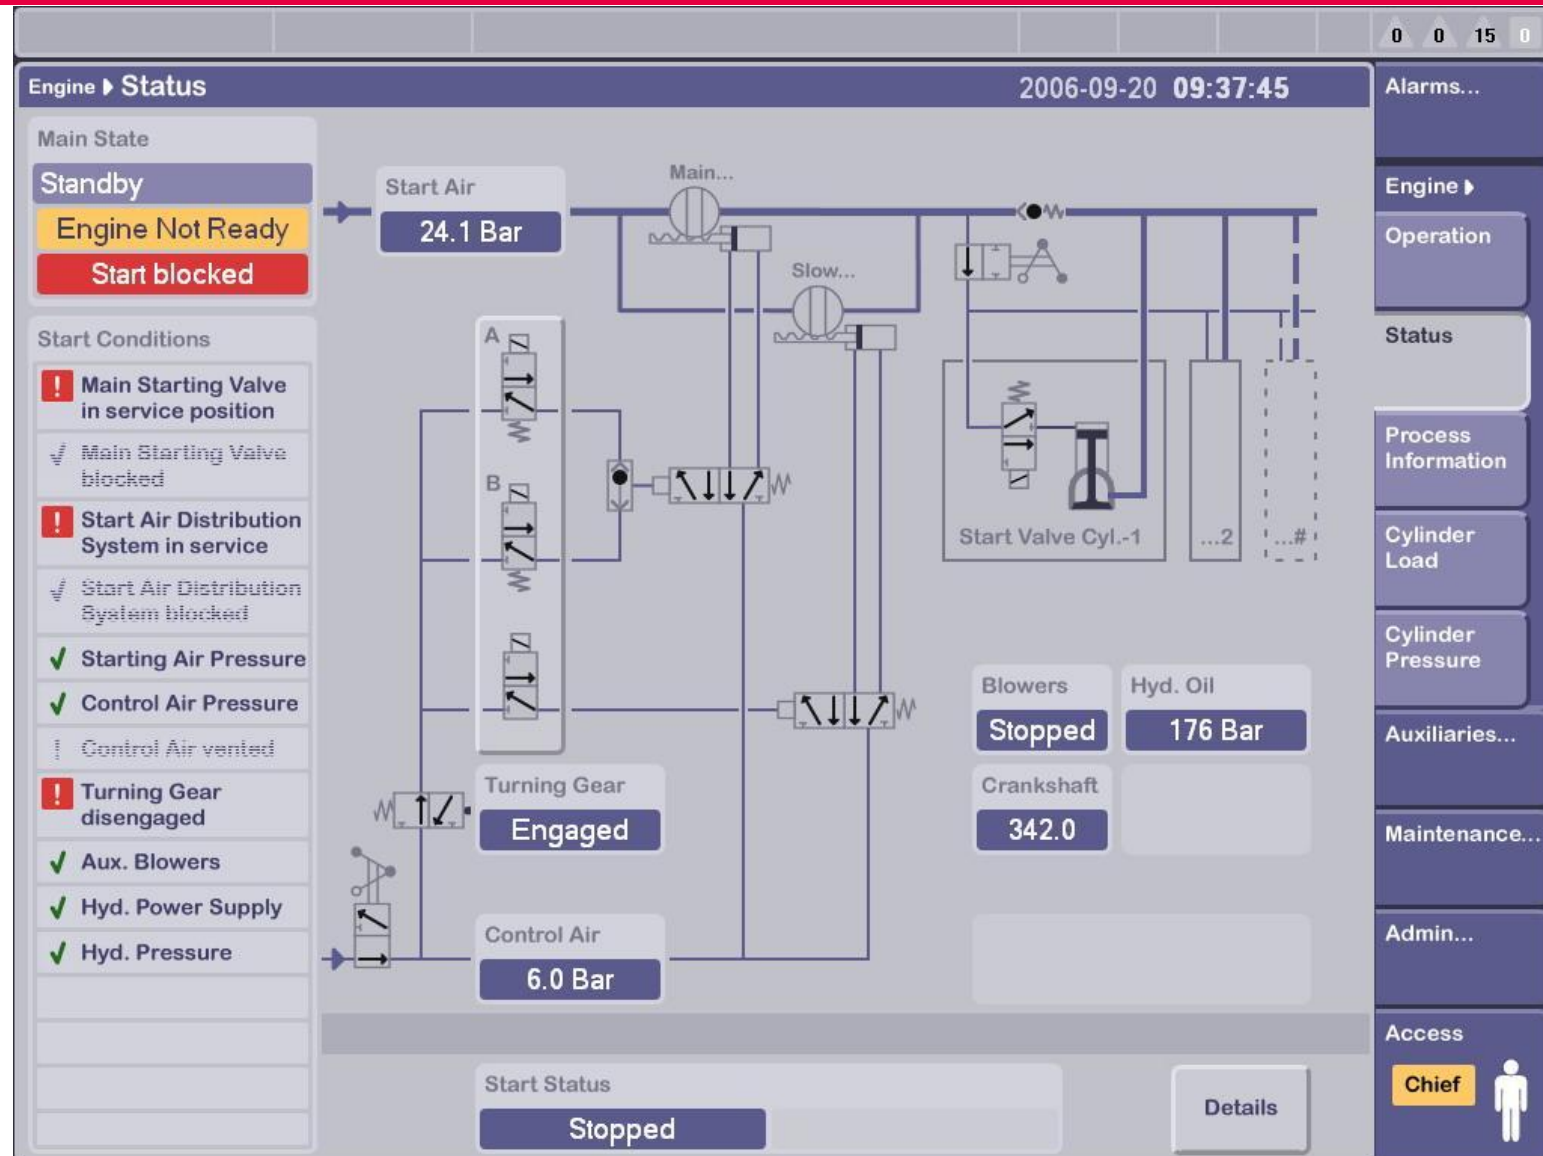 0 0 15 0
Engine Status
2006-09-20 09:37:45
Main State
Standby
Engine Not Ready
Start blocked
Start Conditions
Main Starting Valve
in service position
Main Starting Valve
blocked
Start Air Distribution
System in service
Start Air Distribution
System blocked
Starting Air Pressure
Control Air Pressure
Control Air vented
Turning Gear
disengaged
Aux. Blowers
Hyd. Power Supply
Hyd. Pressure
Start Air
24.1 Bar
Main...
Slow...
A
B
Start Valve Cyl.-1
...2
...#
Turning Gear
Engaged
Control Air
6.0 Bar
Blowers
Stopped
Hyd. Oil
176 Bar
Crankshaft
342.0
Start Status
Stopped
Details
Alarms...
Engine
Operation
Status
Process
Information
Cylinder
Load
Cylinder
Pressure
Auxiliaries...
Maintenance...
Admin...
Access
Chief